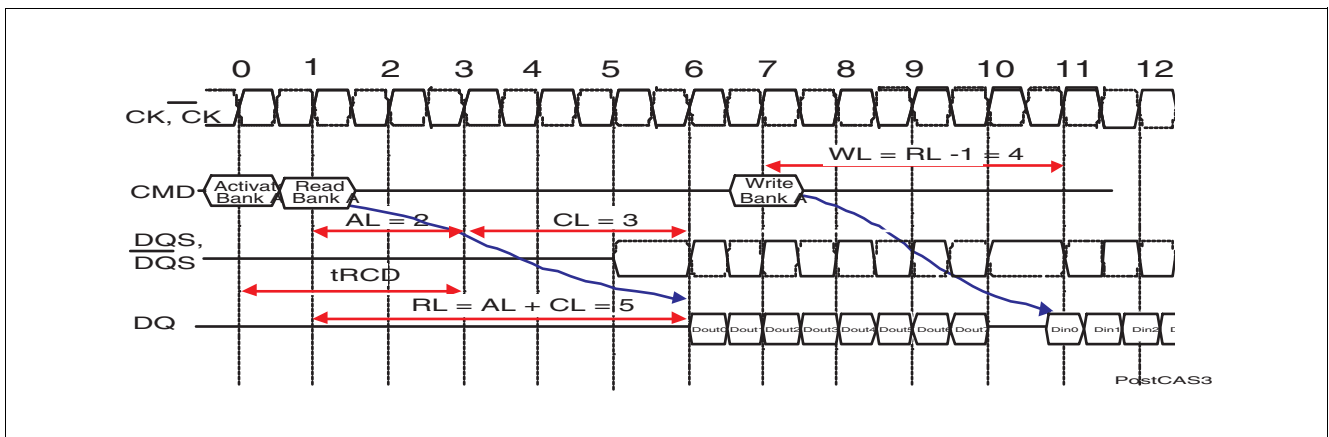 0 1 2 3 4 5 6 7 8 9 10 11 12
CK, CK
WL = RL -1 = 4
CMD
Activat
Bank A
Read
Bank A
Write
Bank A
AL = 2
CL = 3
DQS,
DQS
tRCD
RL = AL + CL = 5
DQ
Dout0 Dout1 Dout2 Dout3 Dout4 Dout5 Dout6 Dout7 Din0 Din1 Din2 D
PostCAS3